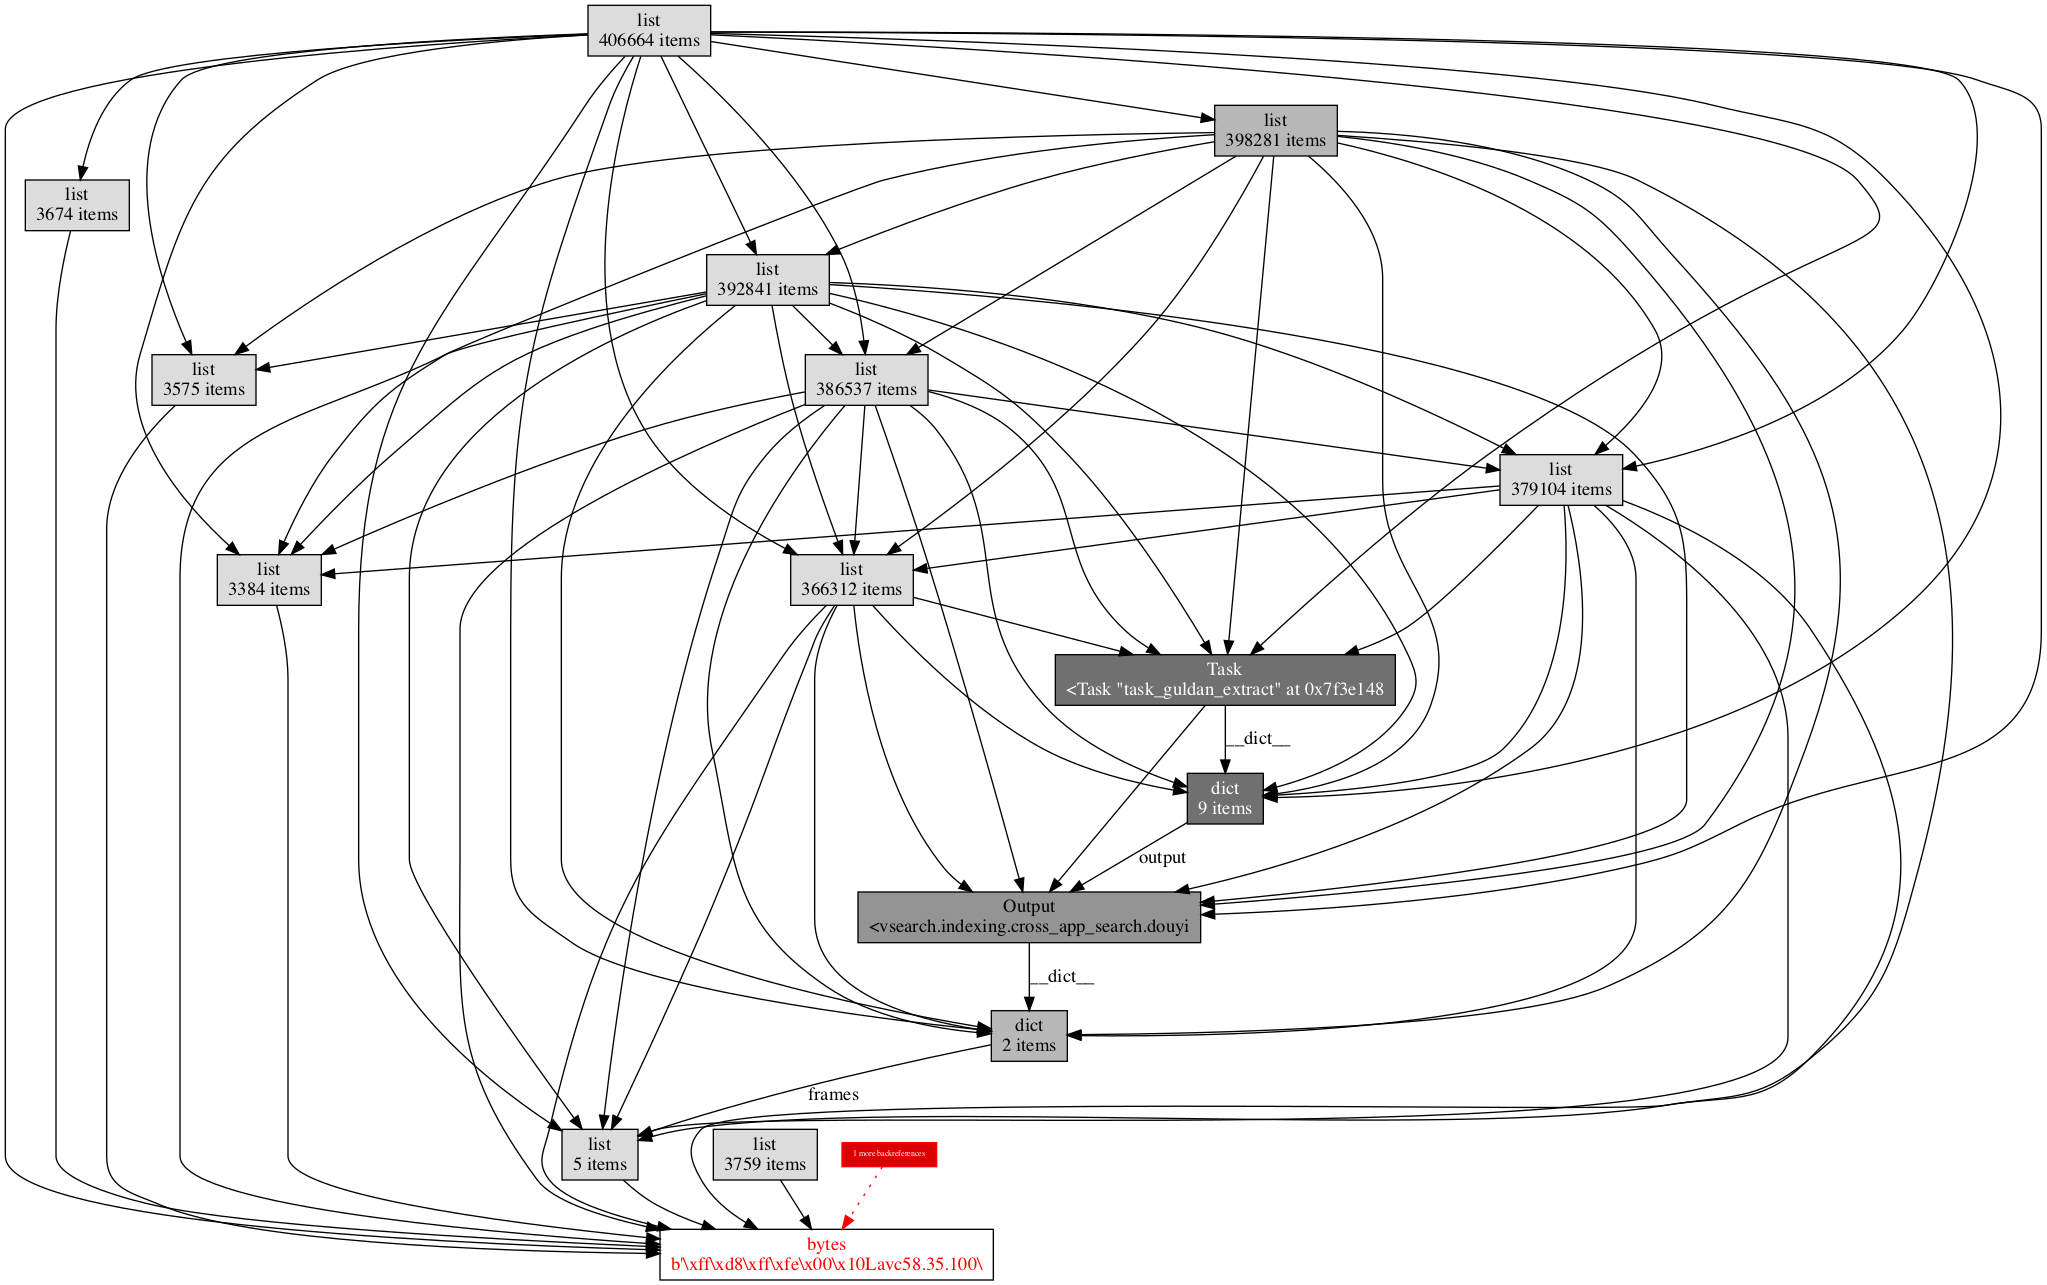 list
406664 items
list
398281 items
list
3674 items
list
392841 items
list
3575 items
list
386537 items
list
379104 items
list
3384 items
list
366312 items
Task
<Task "task_guldan_extract" at 0x7f3e148
__dict__
dict
9 items
output
Output
<vsearch.indexing.cross_app_search.douyi
__dict__
dict
2 items
frames
list
5 items
list
3759 items
1 more backreferences
bytes
b'\xff\xd8\xff\xfe\x00\x10Lavc58.35.100\